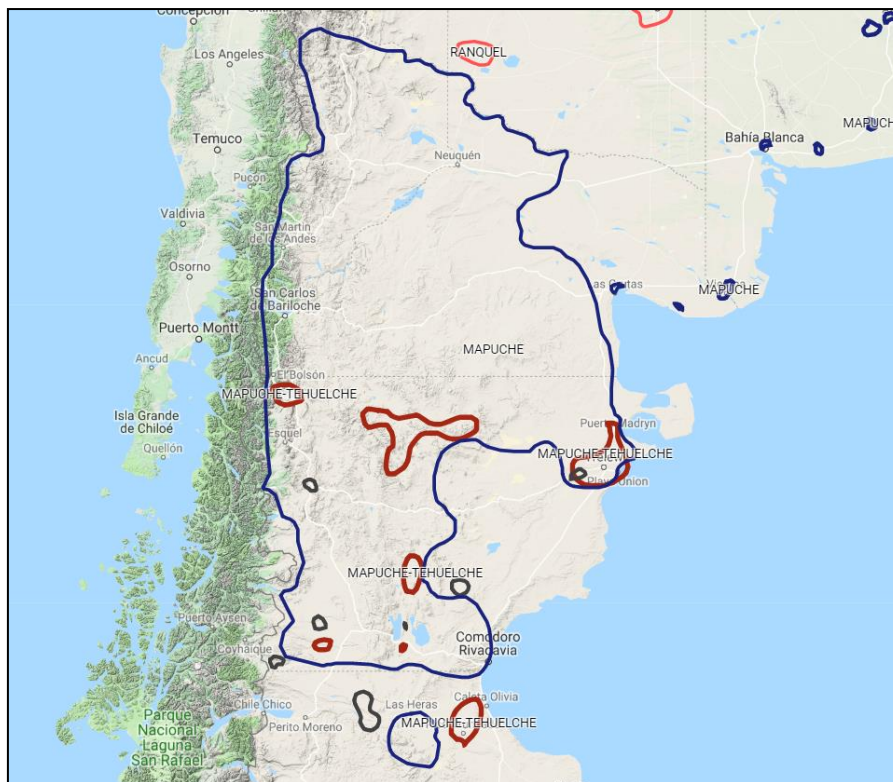 Concepción
Los Angeles
RANQUEL
Temuco
Bahía Blanca
MAPUCHE
Neuquén
Pucón
Valdivia
San Martín
de los Andes
Osorno
San Carlos
de Bariloche
Las Grutas
MAPUCHE
Puerto Montt
MAPUCHE
Ancud
El Bolsón
MAPUCHE-TEHUELCHE
Isla Grande
de Chiloé
Esquel
Puerto Madryn
Quellón
MAPUCHE-TEHUELCHE
Playa Unión
MAPUCHE-TEHUELCHE
Puerto Aysen
Comodoro
Rivadavia
Coyhaique
Chile Chico
Las Heras
Caleta Olivia
Parque
Nacional
Laguna
San Rafael
Perito Moreno
MAPUCHE-TEHUELCHE